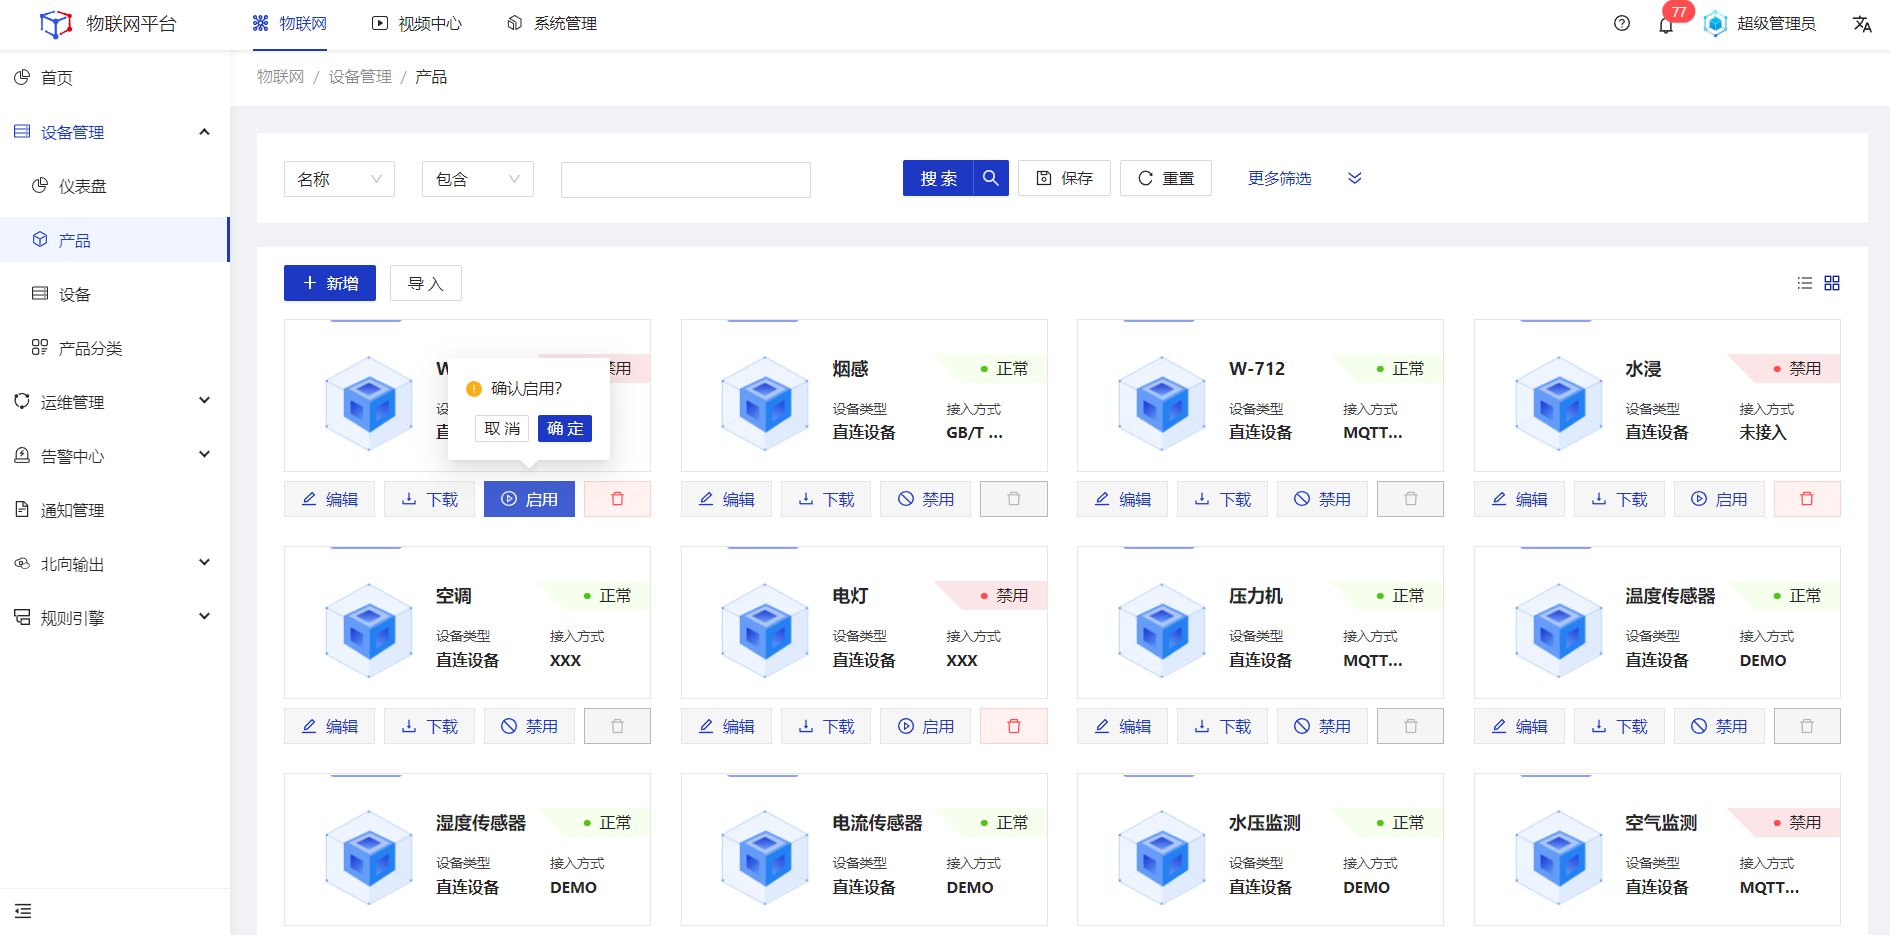 物联网平台
物联网
视频中心
系统管理
77
超级管理员
首页
设备管理
仪表盘
产品
设备
产品分类
运维管理
告警中心
通知管理
北向输出
规则引擎
物联网 / 设备管理 / 产品
名称
包含
搜 索
保存
重置
更多筛选
新增
导 入
W
禁用
设
直
确认启用?
取 消
确 定
编辑
下载
启用
烟感
正常
设备类型
接入方式
直连设备
GB/T ...
编辑
下载
禁用
W-712
正常
设备类型
接入方式
直连设备
MQTT...
编辑
下载
禁用
水浸
禁用
设备类型
接入方式
直连设备
未接入
编辑
下载
启用
空调
正常
设备类型
接入方式
直连设备
XXX
编辑
下载
禁用
电灯
禁用
设备类型
接入方式
直连设备
XXX
编辑
下载
启用
压力机
正常
设备类型
接入方式
直连设备
MQTT...
编辑
下载
禁用
温度传感器
正常
设备类型
接入方式
直连设备
DEMO
编辑
下载
禁用
湿度传感器
正常
设备类型
接入方式
直连设备
DEMO
电流传感器
正常
设备类型
接入方式
直连设备
DEMO
水压监测
正常
设备类型
接入方式
直连设备
DEMO
空气监测
禁用
设备类型
接入方式
直连设备
MQTT...